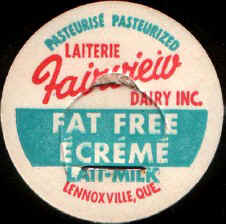 PASTEURISÉ PASTEURIZED
LAITERIE
Fairview
DAIRY INC.
FAT FREE
ÉCRÉMÉ
LAIT-MILK
LENNOXVILLE, QUE.